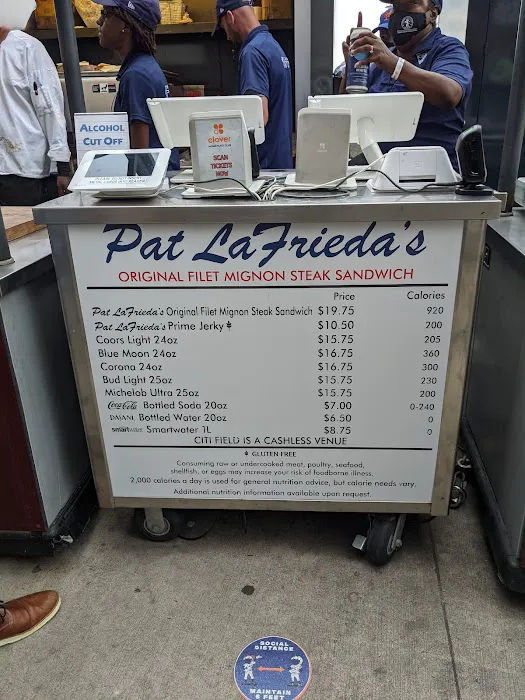 ALCOHOL
CUT OFF
clover
SCAN
TICKETS
NOW
clover
Pat LaFrieda's
ORIGINAL FILET MIGNON STEAK SANDWICH
Price Calories
Pat LaFrieda's Original Filet Mignon Steak Sandwich $19.75 920
Pat LaFrieda's Prime Jerky $10.50 200
Coors Light 24oz $15.75 205
Blue Moon 24oz $16.75 360
Corona 24oz $16.75 300
Bud Light 25oz $15.75 230
Michelob Ultra 25oz $15.75 200
Coca-Cola Bottled Soda 20oz $7.00 0-240
DASANI Bottled Water 20oz $6.50 0
smartwater Smartwater 1L $8.75 0
CITI FIELD IS A CASHLESS VENUE
GLUTEN FREE
Consuming raw or undercooked meat, poultry, seafood,
shellfish, or eggs may increase your risk of foodborne illness.
2,000 calories a day is used for general nutrition advice, but calorie needs vary.
Additional nutrition information available upon request.
SOCIAL
DISTANCE
MAINTAIN
6 FEET